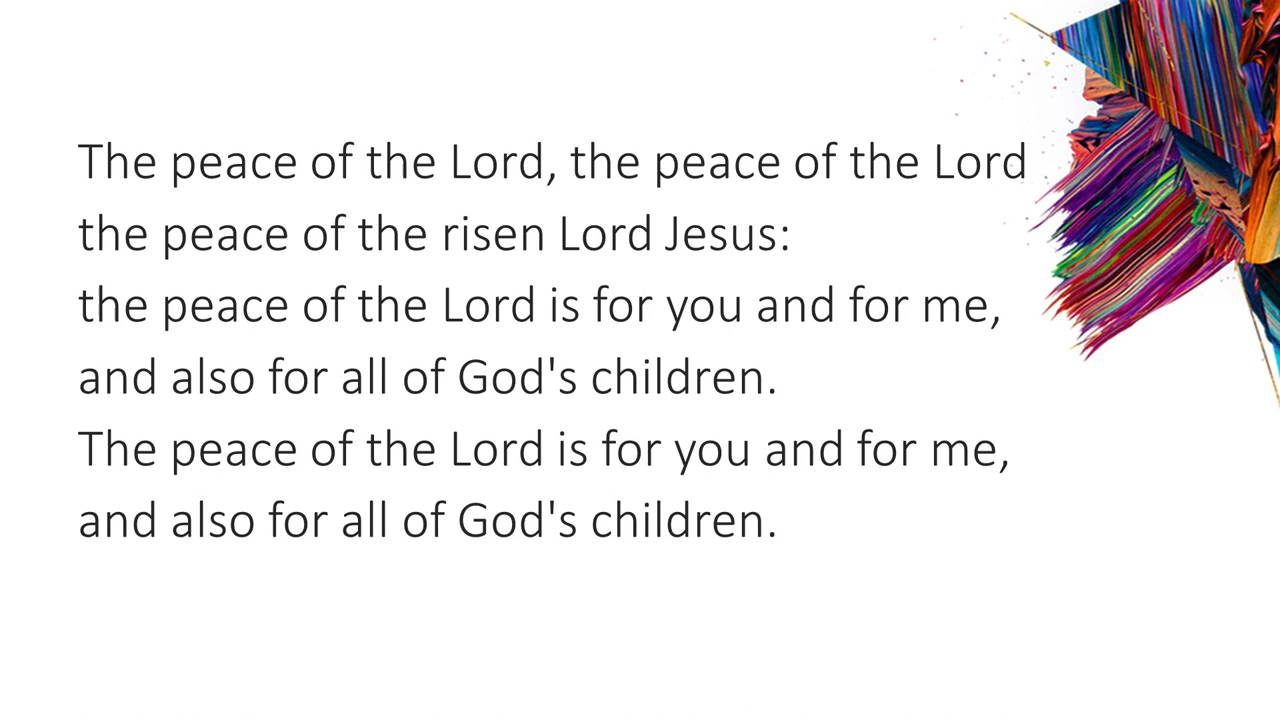 The peace of the Lord, the peace of the Lord
the peace of the risen Lord Jesus:
the peace of the Lord is for you and for me,
and also for all of God's children.
The peace of the Lord is for you and for me,
and also for all of God's children.